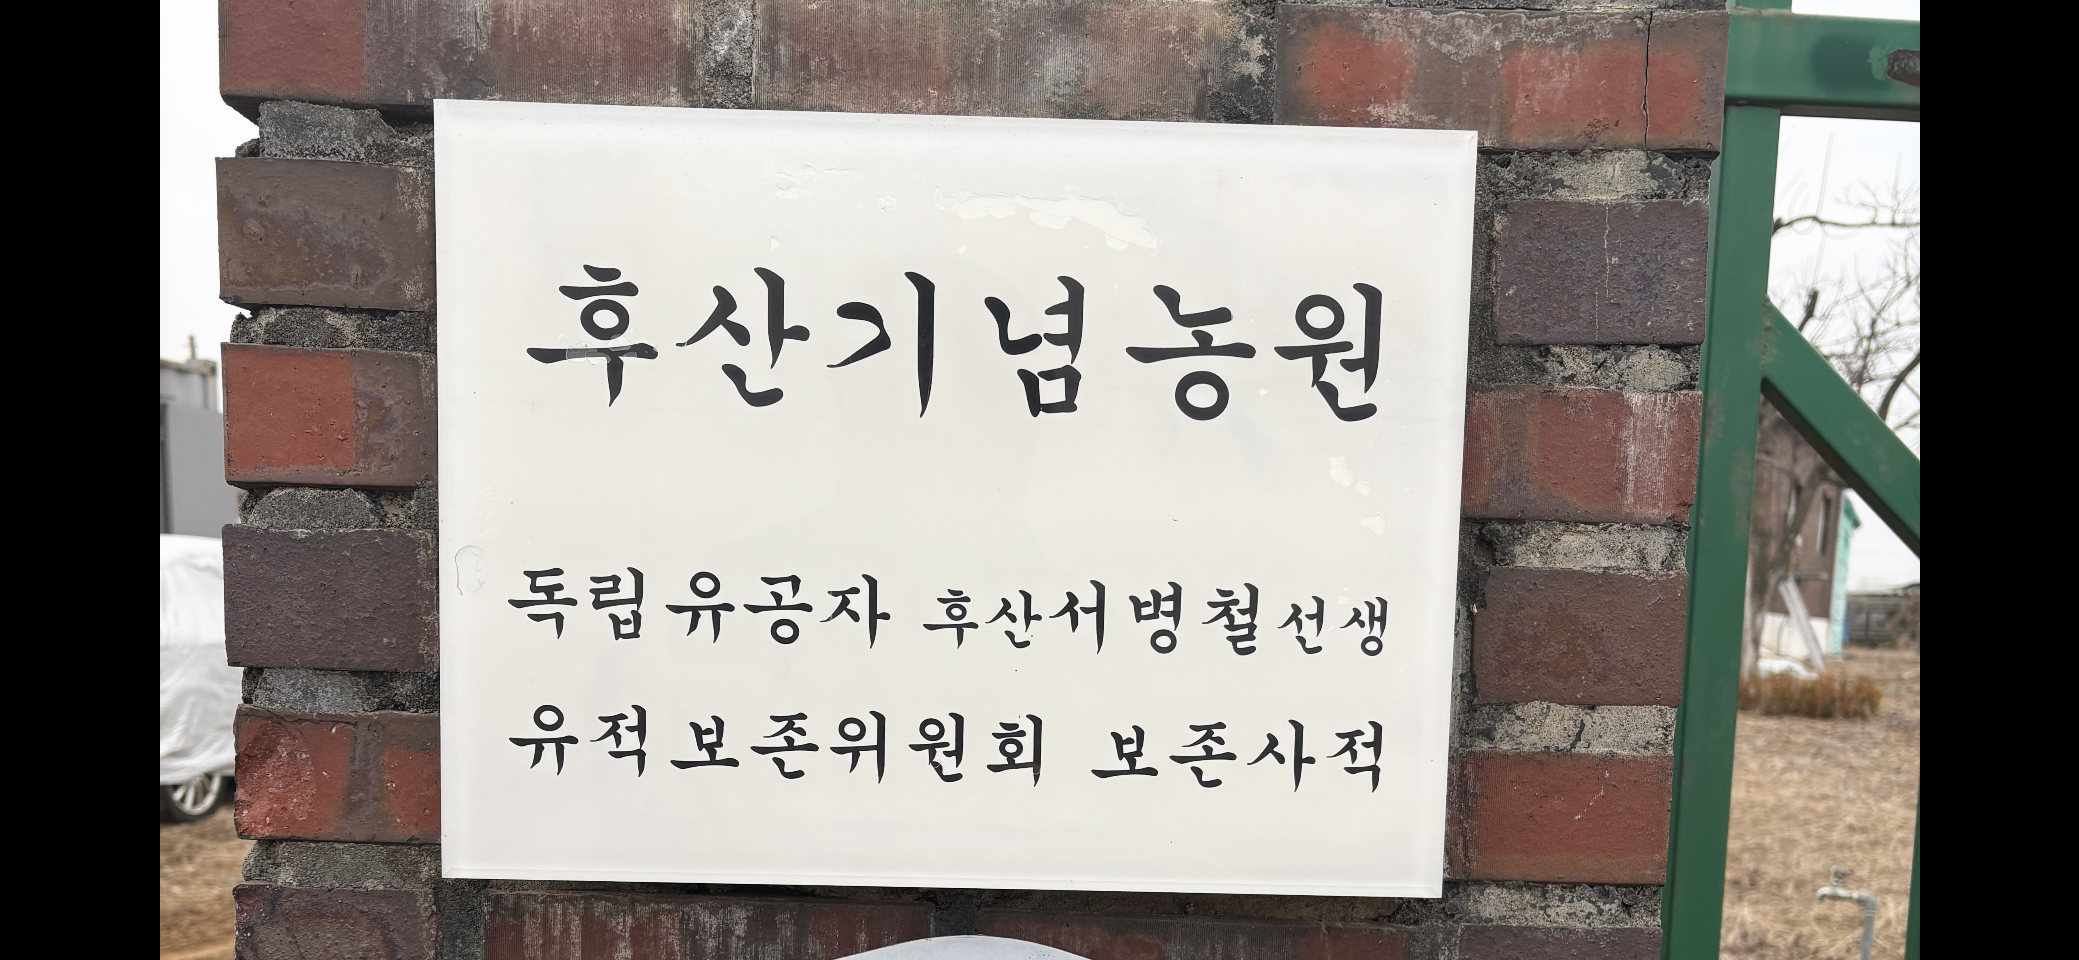 후산기념농원
독립유공자 후산서병철선생
유적보존위원회 보존사적